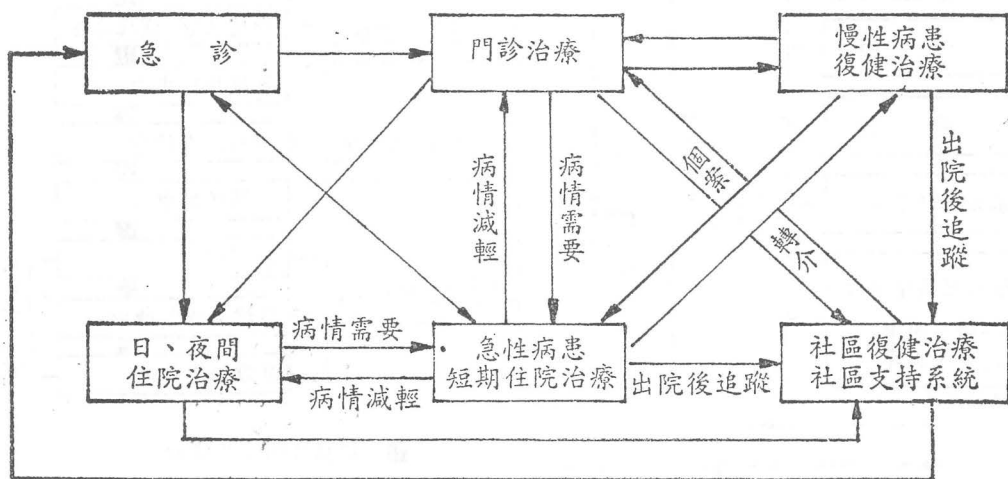 急 診
門診治療
慢性病患
復健治療
病情減輕
病情需要
個案
轉介
出院後追蹤
日、夜間
住院治療
病情需要
病情減輕
急性病患
短期住院治療
出院後追蹤
社區復健治療
社區支持系統